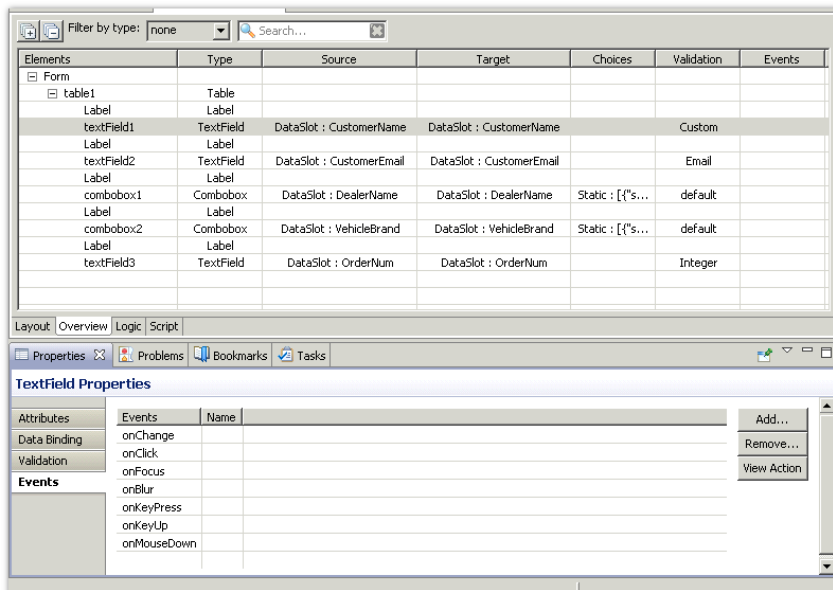 Filter by type: none Search...
Elements Type Source Target Choices Validation Events
Form
table1 Table
Label Label
textField1 TextField DataSlot : CustomerName DataSlot : CustomerName Custom
Label Label
textField2 TextField DataSlot : CustomerEmail DataSlot : CustomerEmail Email
Label Label
combobox1 Combobox DataSlot : DealerName DataSlot : DealerName Static : [{"s... default
Label Label
combobox2 Combobox DataSlot : VehicleBrand DataSlot : VehicleBrand Static : [{"s... default
Label Label
textField3 TextField DataSlot : OrderNum DataSlot : OrderNum Integer
Layout Overview Logic Script
Properties Problems Bookmarks Tasks
TextField Properties
Attributes Events Name Add...
Data Binding onChange Remove...
Validation onClick View Action
Events onFocus
onBlur
onKeyPress
onKeyUp
onMouseDown